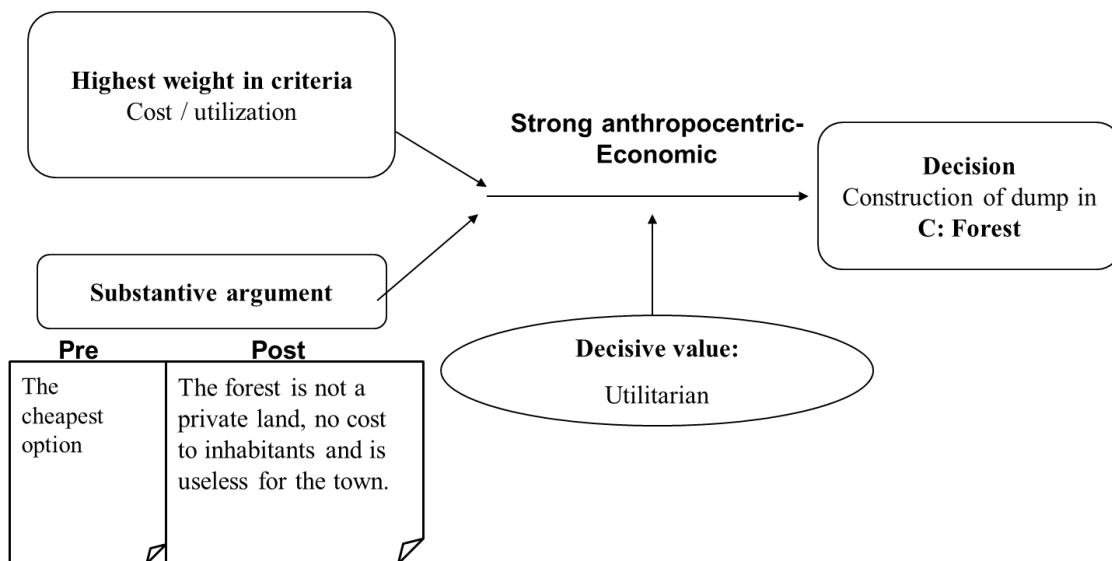 Highest weight in criteria
Cost / utilization
Strong anthropocentric-
Economic
Decision
Construction of dump in
C: Forest
Substantive argument
Pre
Post
The
cheapest
option
The forest is not a
private land, no cost
to inhabitants and is
useless for the town.
Decisive value:
Utilitarian